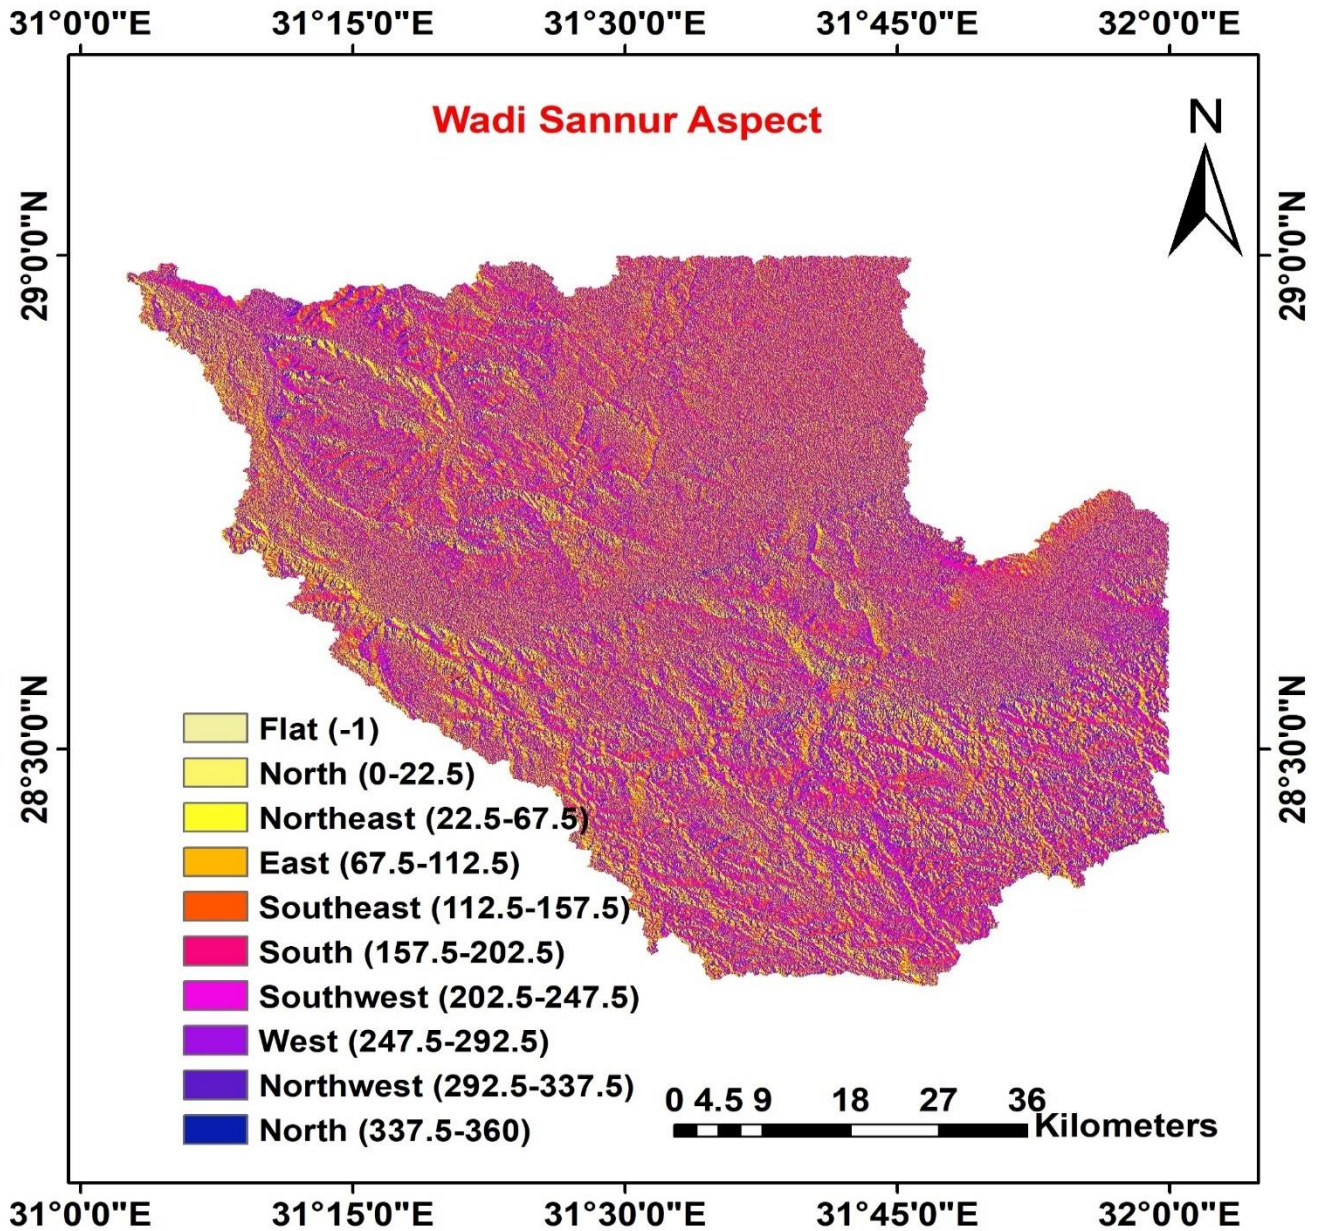 31°0'0"E 31°15'0"E 31°30'0"E 31°45'0"E 32°0'0"E
Wadi Sannur Aspect
N
29°0'0"N
29°0'0"N
28°30'0"N
28°30'0"N
Flat (-1)
North (0-22.5)
Northeast (22.5-67.5)
East (67.5-112.5)
Southeast (112.5-157.5)
South (157.5-202.5)
Southwest (202.5-247.5)
West (247.5-292.5)
Northwest (292.5-337.5)
North (337.5-360)
0 4.5 9 18 27 36
Kilometers
31°0'0"E 31°15'0"E 31°30'0"E 31°45'0"E 32°0'0"E